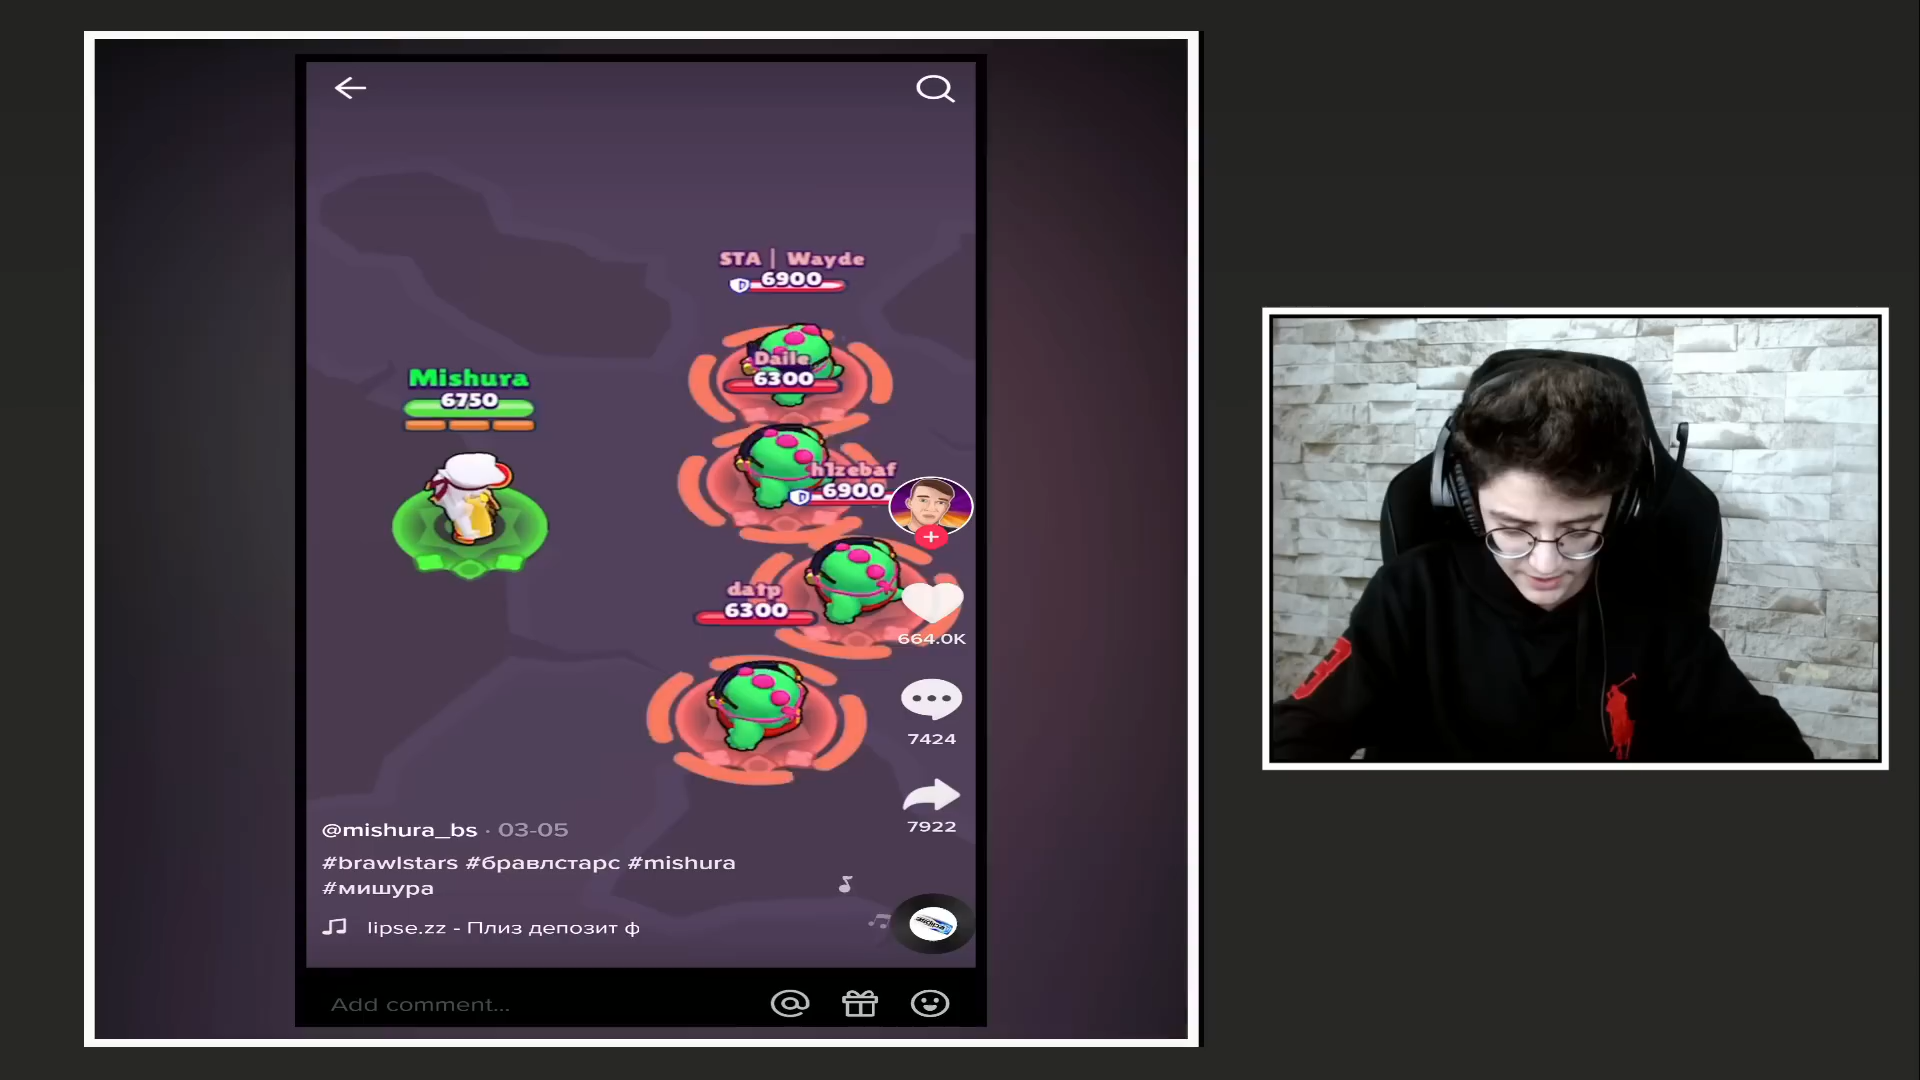 STA | Wayde
6900
Daile
6300
Mishura
6750
h1zebaf
6900
datp
6300
664.0K
7424
7922
@mishura_bs · 03-05
#brawlstars #бравлстарс #mishura
#мишура
lipse.zz - Плиз депозит ф
Add comment...